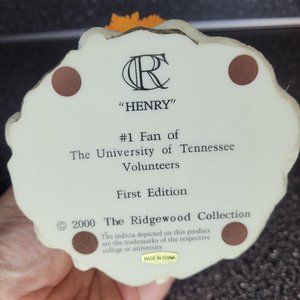 CR
"HENRY"
#1 Fan of
The University of Tennessee
Volunteers
First Edition
© 2000 The Ridgewood Collection
The indicia depicted on this product
are the trademarks of the respective
college or university
MADE IN CHINA